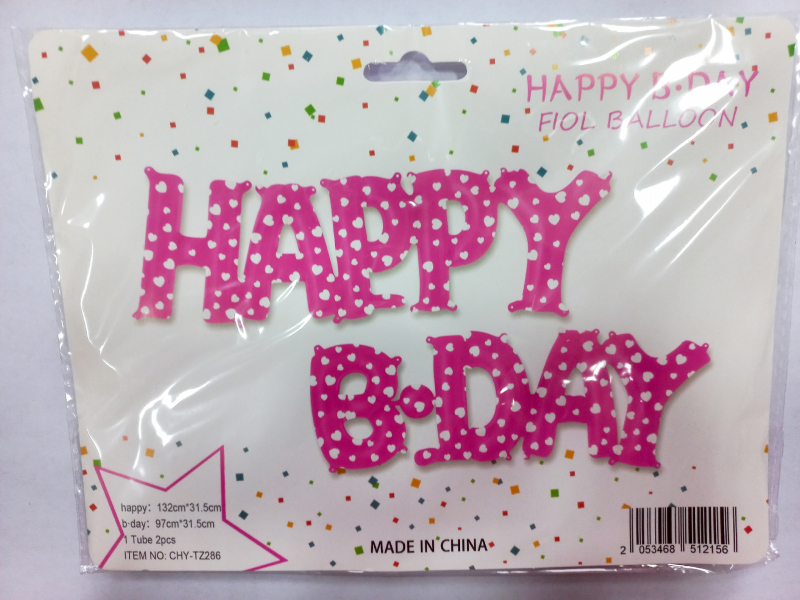 HAPPY B·DAY
FIOL BALLOON
HAPPY
B·DAY
happy: 132cm*31.5cm
b-day: 97cm*31.5cm
1 Tube 2pcs
ITEM NO: CHY-TZ286
MADE IN CHINA
2 053468 512156